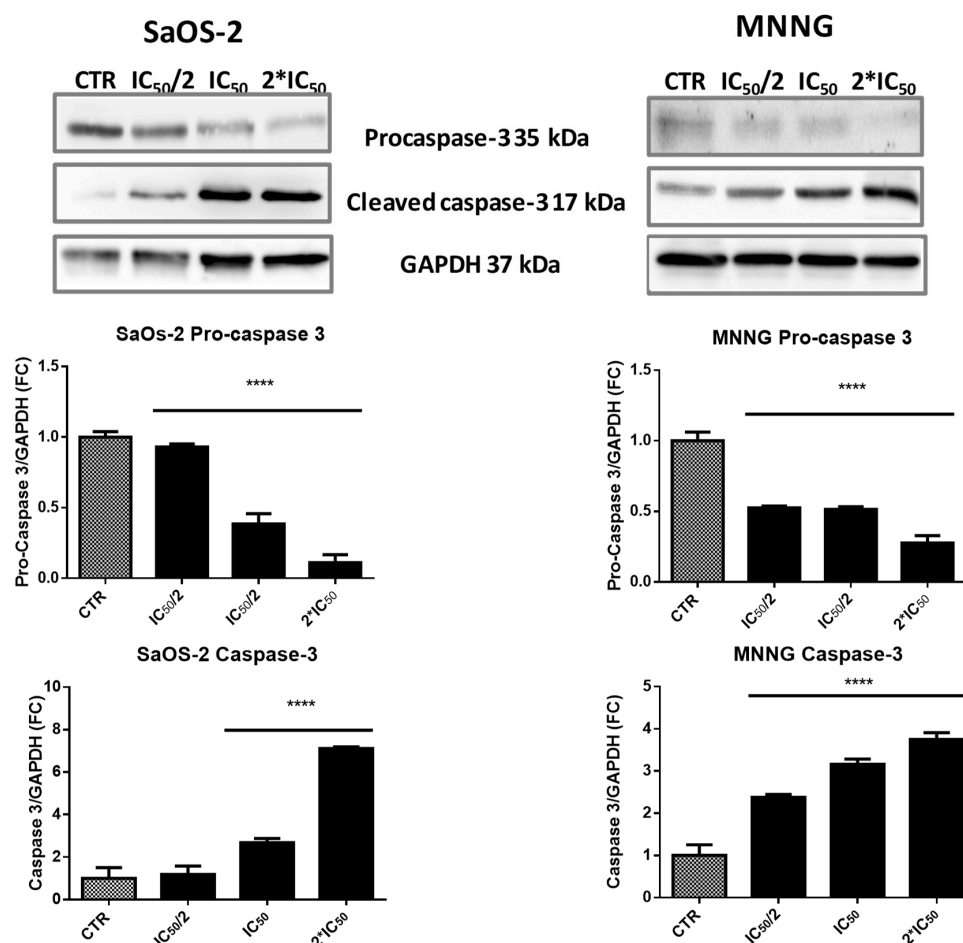 SaOS-2
MNNG
CTR IC₅₀/2 IC₅₀ 2*IC₅₀
CTR IC₅₀/2 IC₅₀ 2*IC₅₀
Procaspase-335 kDa
Cleaved caspase-317 kDa
GAPDH 37 kDa
SaOs-2 Pro-caspase 3
Pro-Caspase 3/GAPDH (FC)
1.5
1.0
0.5
0.0
****
CTR
IC₅₀/2
IC₅₀/2
2*IC₅₀
MNNG Pro-caspase 3
Pro-Caspase 3/GAPDH (FC)
1.5
1.0
0.5
0.0
****
CTR
IC₅₀/2
IC₅₀/2
2*IC₅₀
SaOS-2 Caspase-3
Caspase 3/GAPDH (FC)
10
8
6
4
2
0
****
CTR
IC₅₀/2
IC₅₀
2*IC₅₀
MNNG Caspase-3
Caspase 3/GAPDH (FC)
5
4
3
2
1
0
****
CTR
IC₅₀/2
IC₅₀
2*IC₅₀